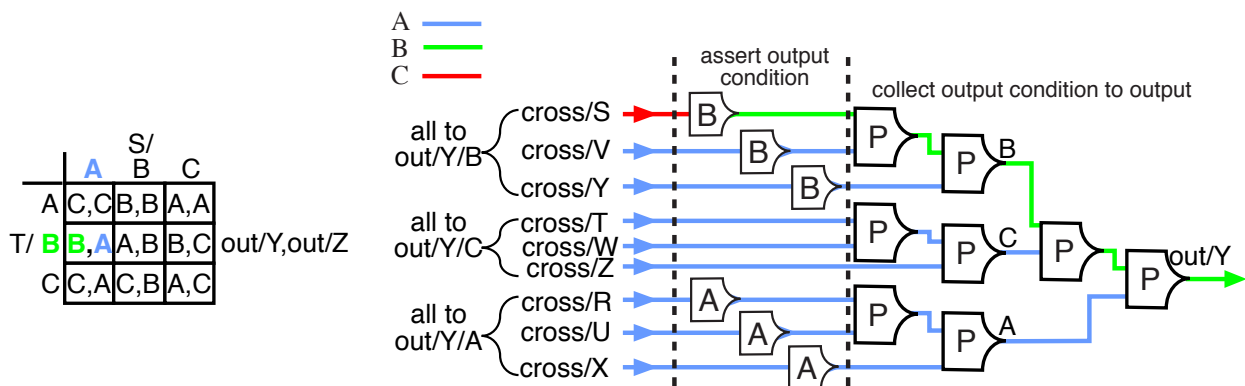 A
B
C
assert output
condition
collect output condition to output
S/
A B C
A C,C B,B A,A
T/ B B,A A,B B,C out/Y,out/Z
C C,A C,B A,C
all to
out/Y/B
cross/S
cross/V
cross/Y
B
B
B
P
P
B
all to
out/Y/C
cross/T
cross/W
cross/Z
P
P
C
P
P
out/Y
all to
out/Y/A
cross/R
cross/U
cross/X
A
A
A
P
P
A